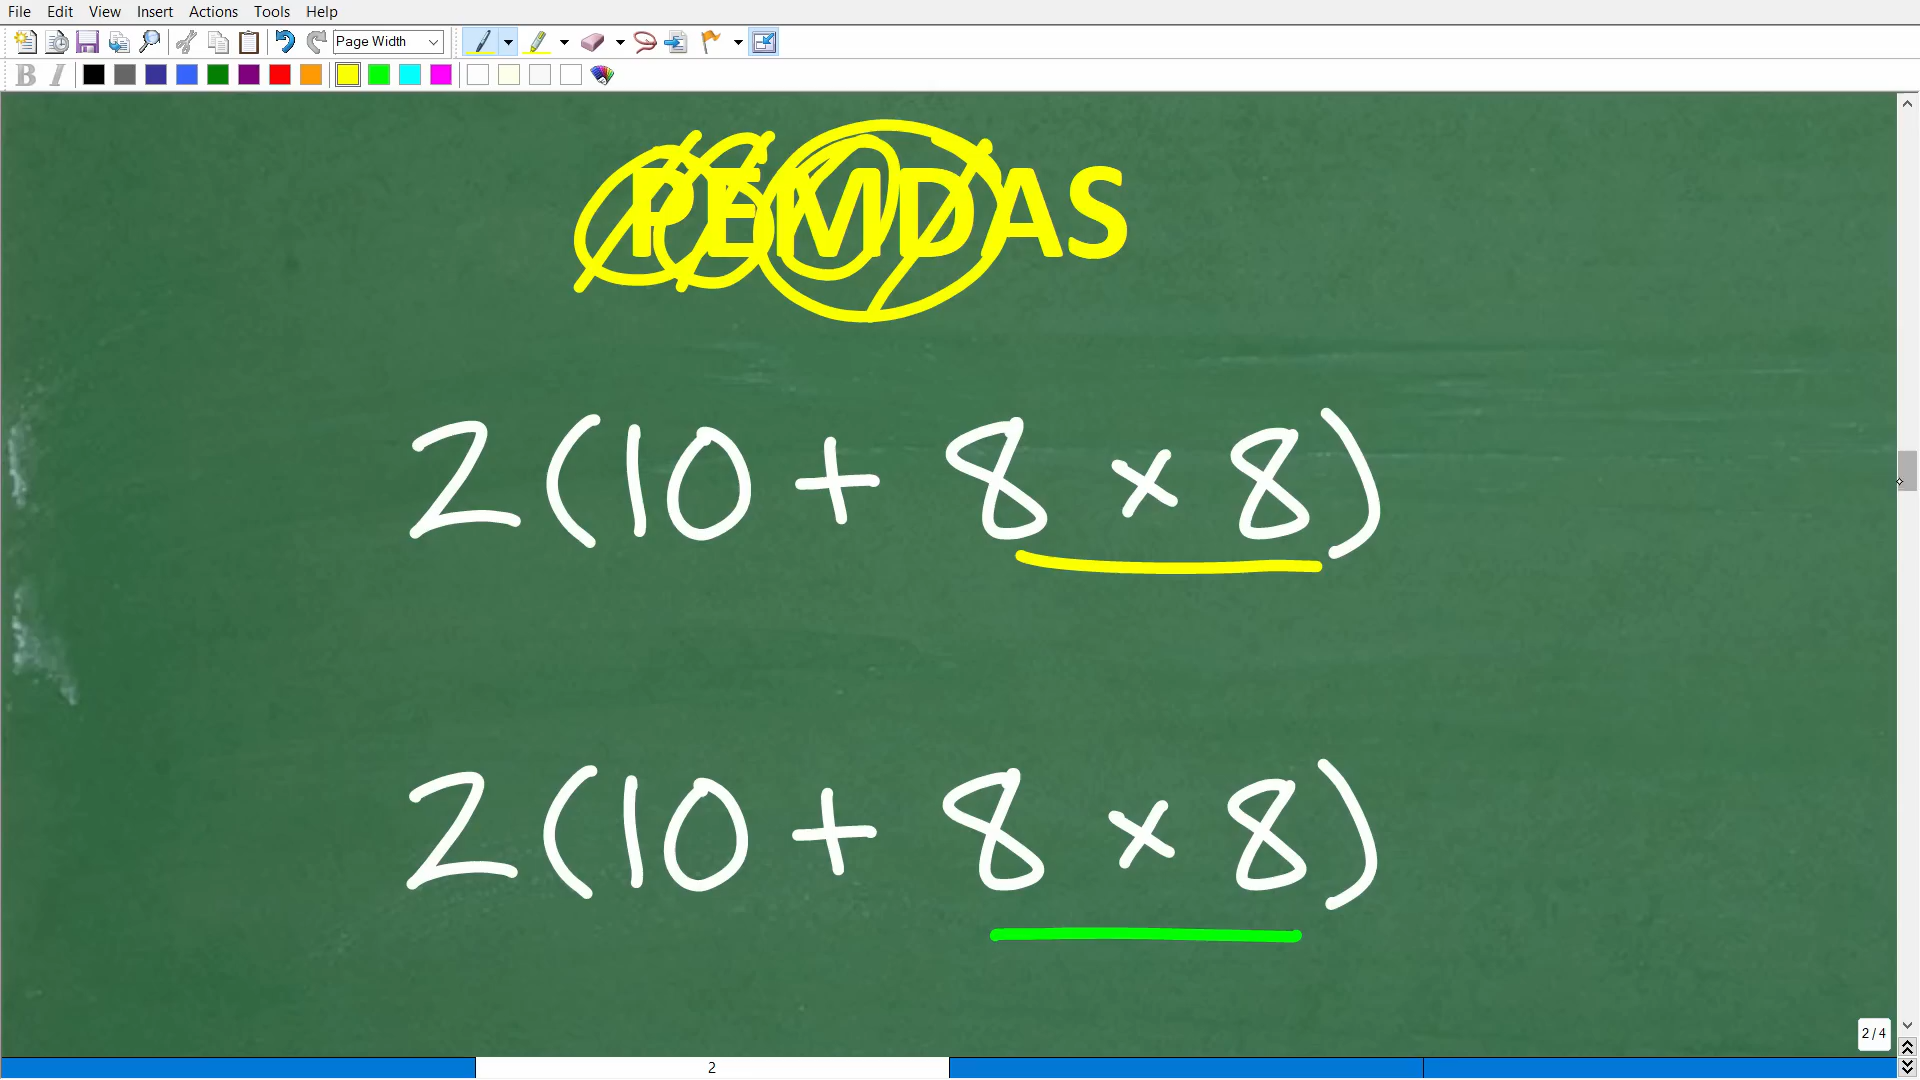 File Edit View Insert Actions Tools Help
Page Width
B I
PEMDAS
2(10 + 8 × 8)
2(10 + 8 × 8)
2 / 4
2